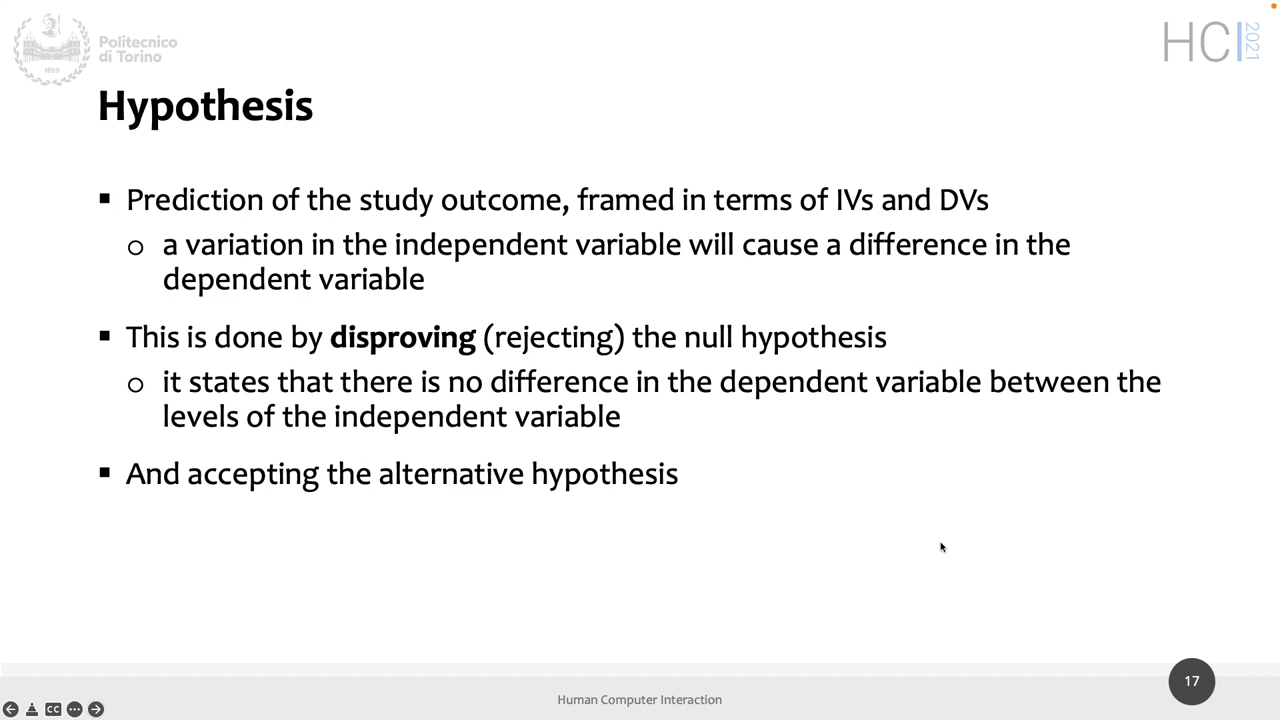 Politecnico
di Torino
1859
HCI 2021
Hypothesis
▪ Prediction of the study outcome, framed in terms of IVs and DVs
o a variation in the independent variable will cause a difference in the
dependent variable
▪ This is done by disproving (rejecting) the null hypothesis
o it states that there is no difference in the dependent variable between the
levels of the independent variable
▪ And accepting the alternative hypothesis
17
Human Computer Interaction
CC